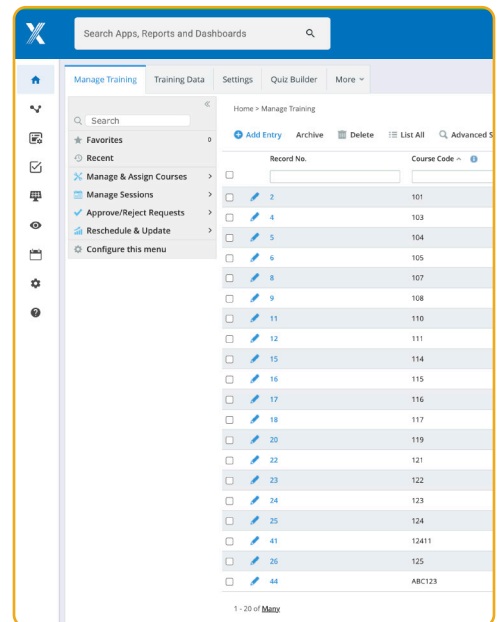 Search Apps, Reports and Dashboards
Manage Training Training Data Settings Quiz Builder More
Search
Favorites 0
Recent
Manage & Assign Courses
Manage Sessions
Approve/Reject Requests
Reschedule & Update
Configure this menu
Home > Manage Training
Add Entry Archive Delete List All Advanced S
Record No. Course Code
2 101
4 103
5 104
6 105
8 107
9 108
11 110
12 111
15 114
16 115
17 116
18 117
20 119
22 121
23 122
24 123
25 124
41 12411
26 125
44 ABC123
1 - 20 of Many